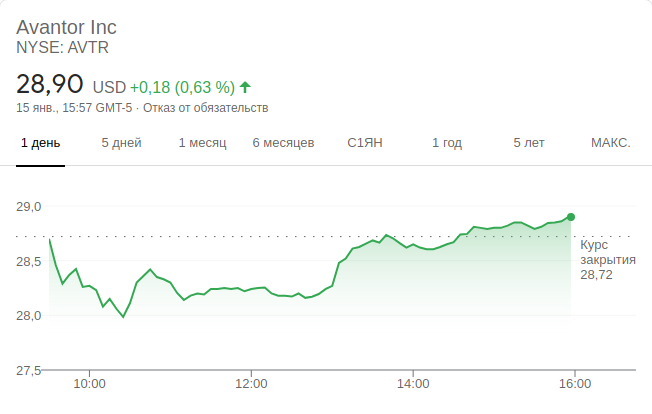 Avantor Inc
NYSE: AVTR
28,90 USD +0,18 (0,63 %)
15 янв., 15:57 GMT-5 · Отказ от обязательств
1 день 5 дней 1 месяц 6 месяцев С1ЯН 1 год 5 лет МАКС.
29,0
28,5
28,0
27,5
Курс
закрытия
28,72
10:00 12:00 14:00 16:00